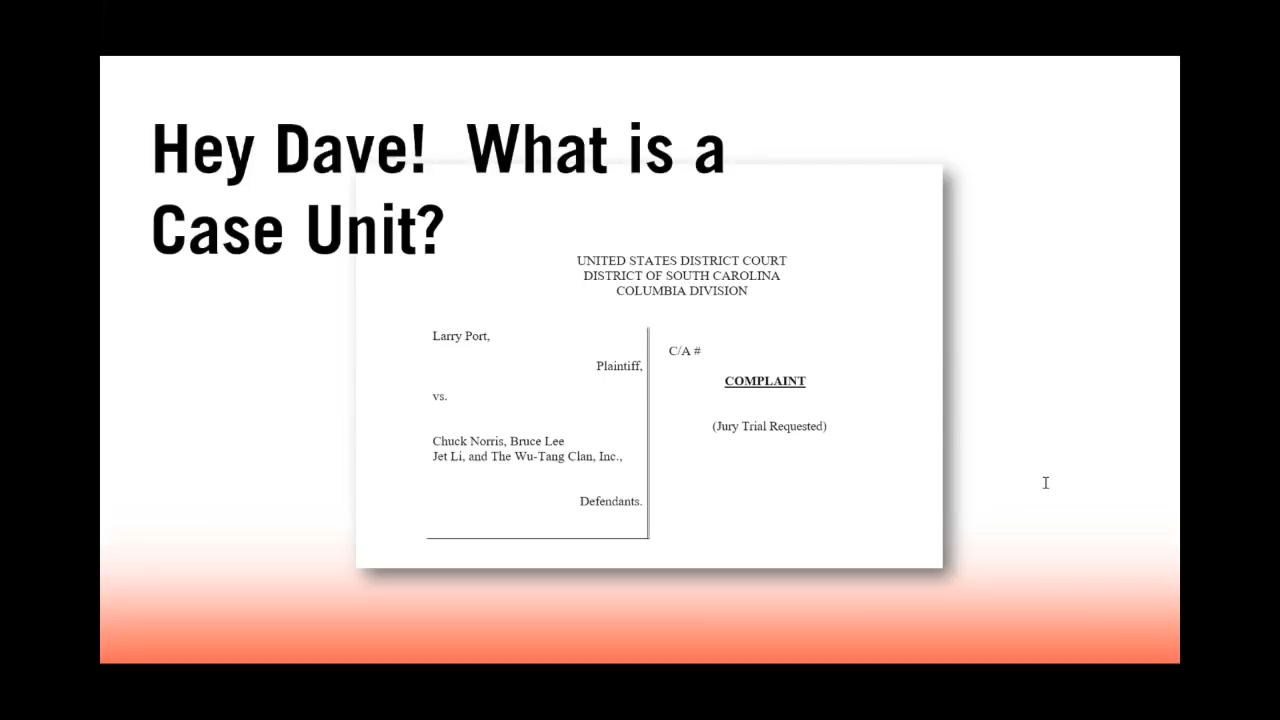 Hey Dave!  What is a
Case Unit?
UNITED STATES DISTRICT COURT
DISTRICT OF SOUTH CAROLINA
COLUMBIA DIVISION
Larry Port,
Plaintiff,
vs.
Chuck Norris, Bruce Lee
Jet Li, and The Wu-Tang Clan, Inc.,
Defendants.
C/A #
COMPLAINT
(Jury Trial Requested)